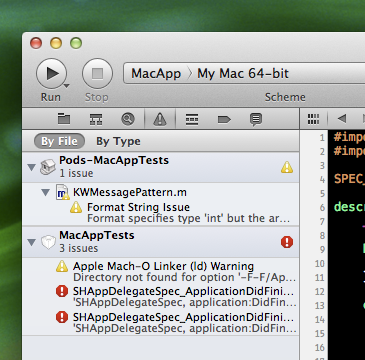 MacApp › My Mac 64-bit
Run
Stop
Scheme
By File
By Type
Pods-MacAppTests
1 issue
KWMessagePattern.m
Format String Issue
Format specifies type 'int' but the ar...
MacAppTests
3 issues
Apple Mach-O Linker (ld) Warning
Directory not found for option '-F-F/Ap...
SHAppDelegateSpec_ApplicationDidFini...
'SHAppDelegateSpec, application:DidFin...
SHAppDelegateSpec_ApplicationDidFini...
'SHAppDelegateSpec, application:DidFin...
1 #impo
2 #impo
3
4 SPEC_
5
6 descr
7
8
9
10
11
12
13
14
15
16